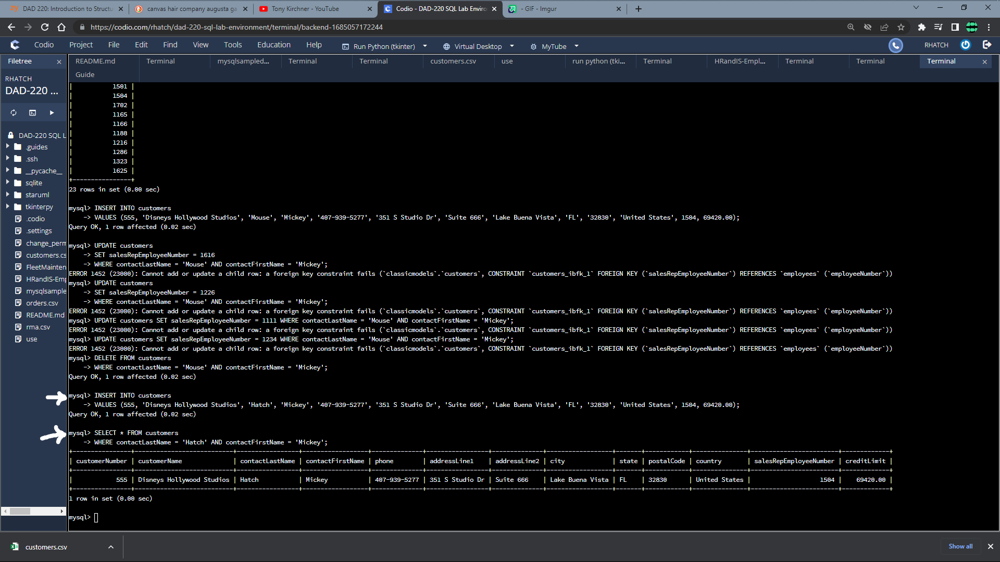 DAD 220: Introduction to Structu
canvas hair company augusta ga
Tony Kirchner - YouTube
Codio - DAD-220 SQL Lab Enviro
- GIF - Imgur
https://codio.com/rhatch/dad-220-sql-lab-environment/terminal/backend-1685057172244
Codio Project File Edit Find View Tools Education Help Run Python (tkinter) Virtual Desktop MyTube RHATCH
Filetree
README.md Terminal mysqlsampled... Terminal Terminal customers.csv use run python (tki... Terminal HRandIS-Empl... Terminal Terminal Terminal
Guide
RHATCH
DAD-220 ...
DAD-220 SQL L
.guides
.ssh
__pycache__
sqlite
staruml
tkinterpy
.codio
.settings
change_perm
customers.cs
FleetMainten
HRandIS-Emp
mysqlsample
orders.csv
README.md
rma.csv
use
| 1501 |
| 1504 |
| 1702 |
| 1165 |
| 1166 |
| 1188 |
| 1216 |
| 1286 |
| 1323 |
| 1625 |
+----------------+
23 rows in set (0.00 sec)
mysql> INSERT INTO customers
-> VALUES (555, 'Disneys Hollywood Studios', 'Mouse', 'Mickey', '407-939-5277', '351 S Studio Dr', 'Suite 666', 'Lake Buena Vista', 'FL', '32830', 'United States', 1504, 69420.00);
Query OK, 1 row affected (0.02 sec)
mysql> UPDATE customers
-> SET salesRepEmployeeNumber = 1616
-> WHERE contactLastName = 'Mouse' AND contactFirstName = 'Mickey';
ERROR 1452 (23000): Cannot add or update a child row: a foreign key constraint fails (`classicmodels`.`customers`, CONSTRAINT `customers_ibfk_1` FOREIGN KEY (`salesRepEmployeeNumber`) REFERENCES `employees` (`employeeNumber`))
mysql> UPDATE customers
-> SET salesRepEmployeeNumber = 1226
-> WHERE contactLastName = 'Mouse' AND contactFirstName = 'Mickey';
ERROR 1452 (23000): Cannot add or update a child row: a foreign key constraint fails (`classicmodels`.`customers`, CONSTRAINT `customers_ibfk_1` FOREIGN KEY (`salesRepEmployeeNumber`) REFERENCES `employees` (`employeeNumber`))
mysql> UPDATE customers SET salesRepEmployeeNumber = 1111 WHERE contactLastName = 'Mouse' AND contactFirstName = 'Mickey';
ERROR 1452 (23000): Cannot add or update a child row: a foreign key constraint fails (`classicmodels`.`customers`, CONSTRAINT `customers_ibfk_1` FOREIGN KEY (`salesRepEmployeeNumber`) REFERENCES `employees` (`employeeNumber`))
mysql> UPDATE customers SET salesRepEmployeeNumber = 1234 WHERE contactLastName = 'Mouse' AND contactFirstName = 'Mickey';
ERROR 1452 (23000): Cannot add or update a child row: a foreign key constraint fails (`classicmodels`.`customers`, CONSTRAINT `customers_ibfk_1` FOREIGN KEY (`salesRepEmployeeNumber`) REFERENCES `employees` (`employeeNumber`))
mysql> DELETE FROM customers
-> WHERE contactLastName = 'Mouse' AND contactFirstName = 'Mickey';
Query OK, 1 row affected (0.02 sec)
mysql> INSERT INTO customers
-> VALUES (555, 'Disneys Hollywood Studios', 'Hatch', 'Mickey', '407-939-5277', '351 S Studio Dr', 'Suite 666', 'Lake Buena Vista', 'FL', '32830', 'United States', 1504, 69420.00);
Query OK, 1 row affected (0.02 sec)
mysql> SELECT * FROM customers
-> WHERE contactLastName = 'Hatch' AND contactFirstName = 'Mickey';
| customerNumber | customerName | contactLastName | contactFirstName | phone | addressLine1 | addressLine2 | city | state | postalCode | country | salesRepEmployeeNumber | creditLimit |
| 555 | Disneys Hollywood Studios | Hatch | Mickey | 407-939-5277 | 351 S Studio Dr | Suite 666 | Lake Buena Vista | FL | 32830 | United States | 1504 | 69420.00 |
1 row in set (0.00 sec)
mysql>
customers.csv
Show all